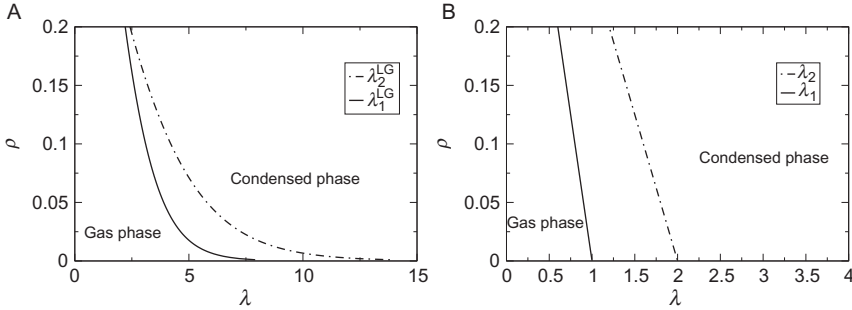 A
0.2
0.15
0.1
0.05
0
ρ
λ₂^LG
λ₁^LG
Condensed phase
Gas phase
0 5 10 15
λ
B
0.2
0.15
0.1
0.05
0
ρ
λ₂
λ₁
Condensed phase
Gas phase
0 0.5 1 1.5 2 2.5 3 3.5 4
λ